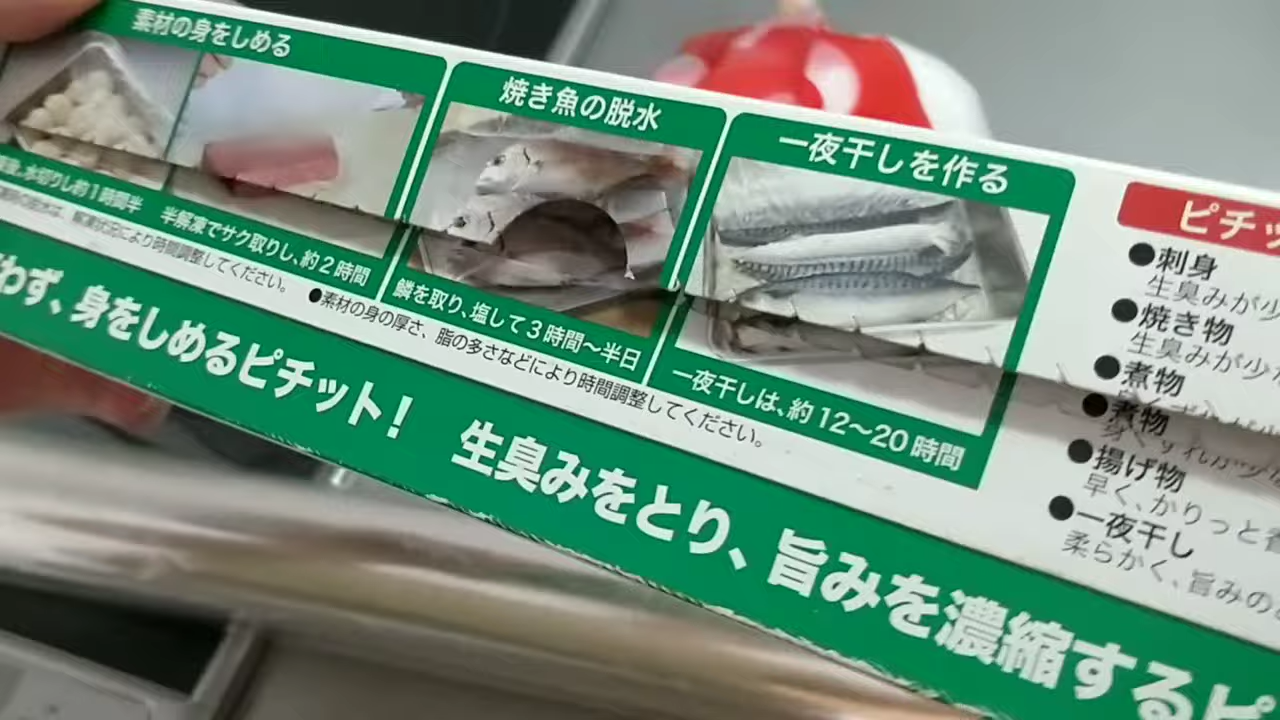 素材の身をしめる
水切りし約1時間半
半解凍でサク取りし、約2時間
焼き魚の脱水
鱗を取り、塩して3時間～半日
一夜干しを作る
一夜干しは、約12～20時間
により時間調整してください。
●素材の身の厚さ、脂の多さなどにより時間調整してください。
わず、身をしめるピチット！ 生臭みをとり、旨みを濃縮するピ
ピチッ
●刺身
生臭みが少
●焼き物
生臭みが少
●煮物
●煮物
●揚げ物
早く、かりっと
●一夜干し
柔らかく、旨みの